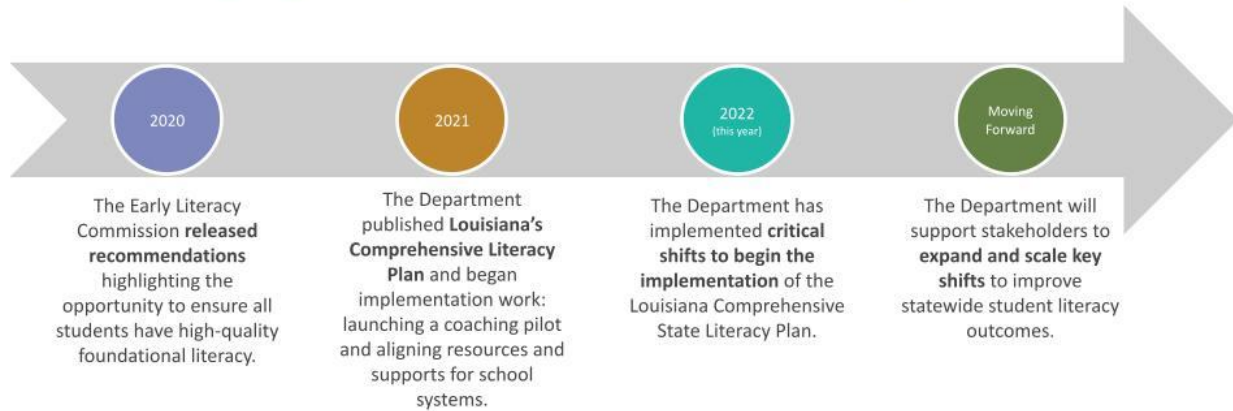 2020
The Early Literacy
Commission released
recommendations
highlighting the
opportunity to ensure all
students have high-quality
foundational literacy.
2021
The Department
published Louisiana's
Comprehensive Literacy
Plan and began
implementation work:
launching a coaching pilot
and aligning resources and
supports for school
systems.
2022
(this year)
The Department has
implemented critical
shifts to begin the
implementation of the
Louisiana Comprehensive
State Literacy Plan.
Moving
Forward
The Department will
support stakeholders to
expand and scale key
shifts to improve
statewide student literacy
outcomes.